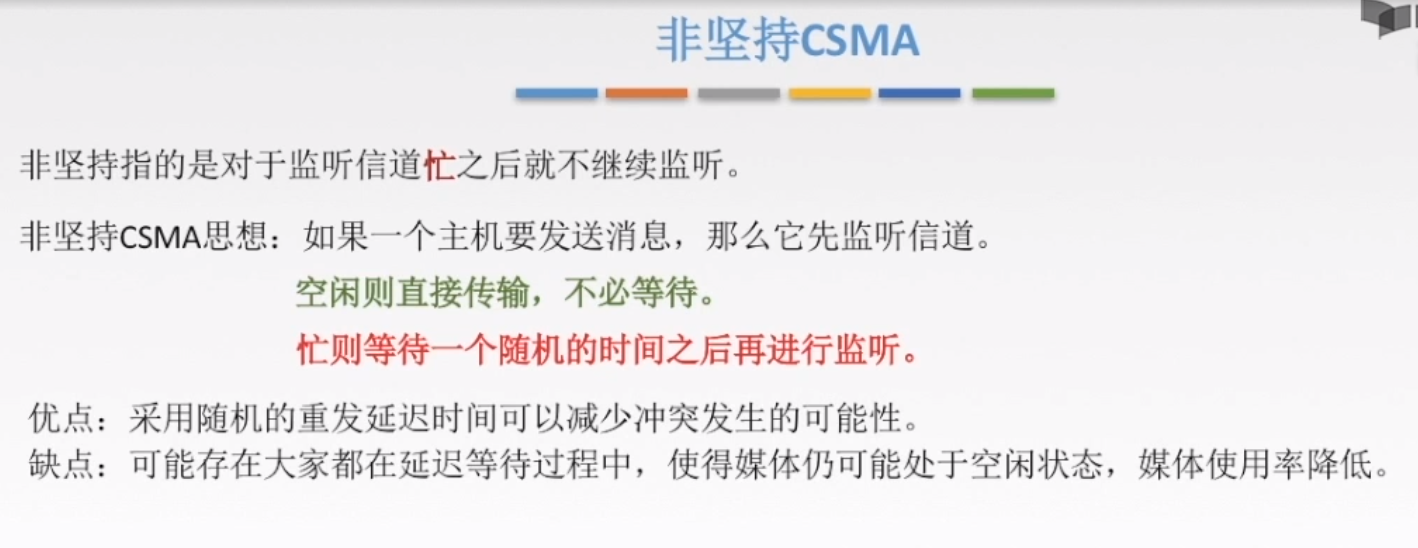 非坚持CSMA
非坚持指的是对于监听信道忙之后就不继续监听。
非坚持CSMA思想：如果一个主机要发送消息，那么它先监听信道。
空闲则直接传输，不必等待。
忙则等待一个随机的时间之后再进行监听。
优点：采用随机的重发延迟时间可以减少冲突发生的可能性。
缺点：可能存在大家都在延迟等待过程中，使得媒体仍可能处于空闲状态，媒体使用率降低。